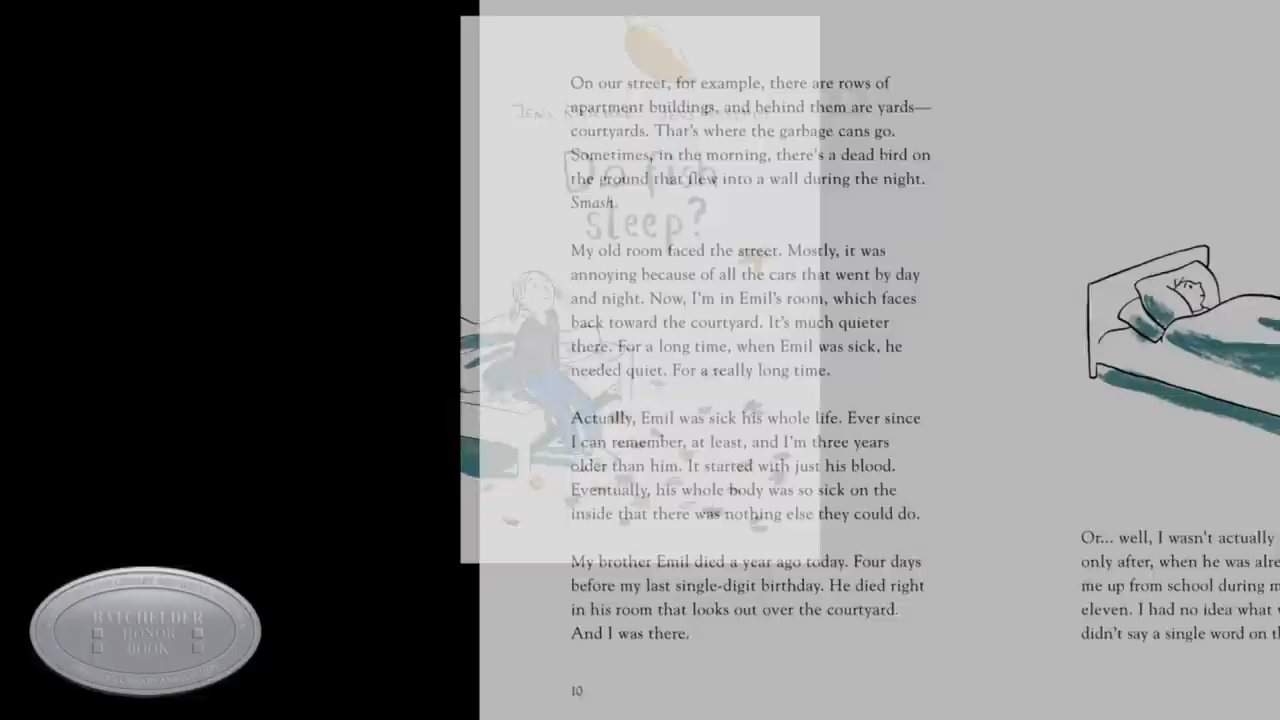 On our street, for example, there are rows of
apartment buildings, and behind them are yards—
courtyards. That's where the garbage cans go.
Sometimes, in the morning, there's a dead bird on
the ground that flew into a wall during the night.
Smash.
My old room faced the street. Mostly, it was
annoying because of all the cars that went by day
and night. Now, I'm in Emil's room, which faces
back toward the courtyard. It's much quieter
there. For a long time, when Emil was sick, he
needed quiet. For a really long time.
Actually, Emil was sick his whole life. Ever since
I can remember, at least, and I'm three years
older than him. It started with just his blood.
Eventually, his whole body was so sick on the
inside that there was nothing else they could do.
My brother Emil died a year ago today. Four days
before my last single-digit birthday. He died right
in his room that looks out over the courtyard.
And I was there.
10
Do fish
sleep?
Or... well, I wasn't actually
only after, when he was alre
me up from school during m
eleven. I had no idea what
didn't say a single word on t
BATCHELDER
HONOR
BOOK